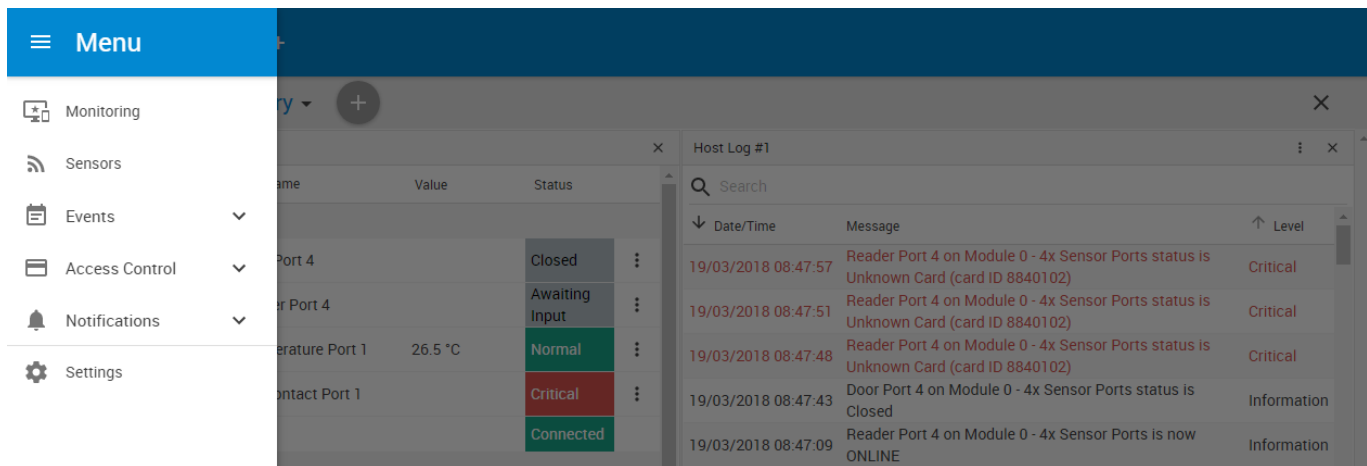 Menu
Monitoring
Sensors
Events
Access Control
Notifications
Settings
Host Log #1
Value Status
Search
Date/Time Message Level
Port 4 Closed
Port 4 Awaiting
Input
Port 1 26.5 °C Normal
Port 1 Critical
Connected
19/03/2018 08:47:57 Reader Port 4 on Module 0 - 4x Sensor Ports status is
Unknown Card (card ID 8840102) Critical
19/03/2018 08:47:51 Reader Port 4 on Module 0 - 4x Sensor Ports status is
Unknown Card (card ID 8840102) Critical
19/03/2018 08:47:48 Reader Port 4 on Module 0 - 4x Sensor Ports status is
Unknown Card (card ID 8840102) Critical
19/03/2018 08:47:43 Door Port 4 on Module 0 - 4x Sensor Ports status is
Closed Information
19/03/2018 08:47:09 Reader Port 4 on Module 0 - 4x Sensor Ports is now
ONLINE Information